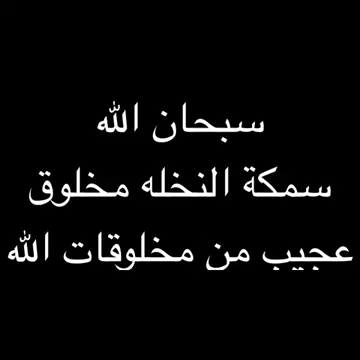 سبحان الله
سمكة النخله مخلوق
عجيب من مخلوقات الله